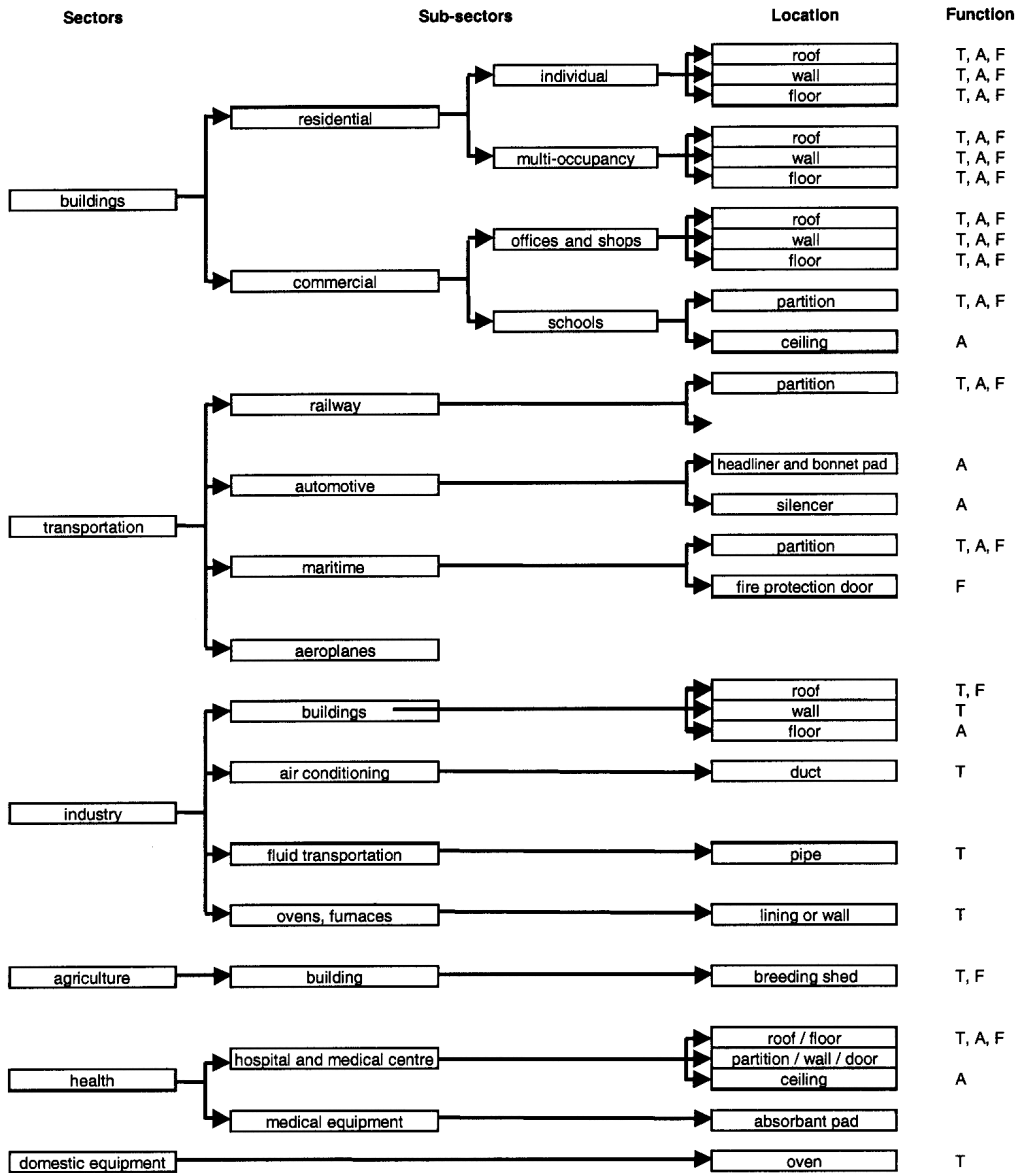 Sectors Sub-sectors Location Function
roof T, A, F
individual wall T, A, F
floor T, A, F
residential
roof T, A, F
multi-occupancy wall T, A, F
floor T, A, F
buildings
roof T, A, F
offices and shops wall T, A, F
floor T, A, F
commercial
partition T, A, F
schools
ceiling A
partition T, A, F
railway
headliner and bonnet pad A
automotive
silencer A
transportation
partition T, A, F
maritime
fire protection door F
aeroplanes
roof T, F
buildings wall T
floor A
air conditioning duct T
industry
fluid transportation pipe T
ovens, furnaces lining or wall T
agriculture building breeding shed T, F
roof / floor T, A, F
hospital and medical centre partition / wall / door
health ceiling A
medical equipment absorbant pad
domestic equipment oven T